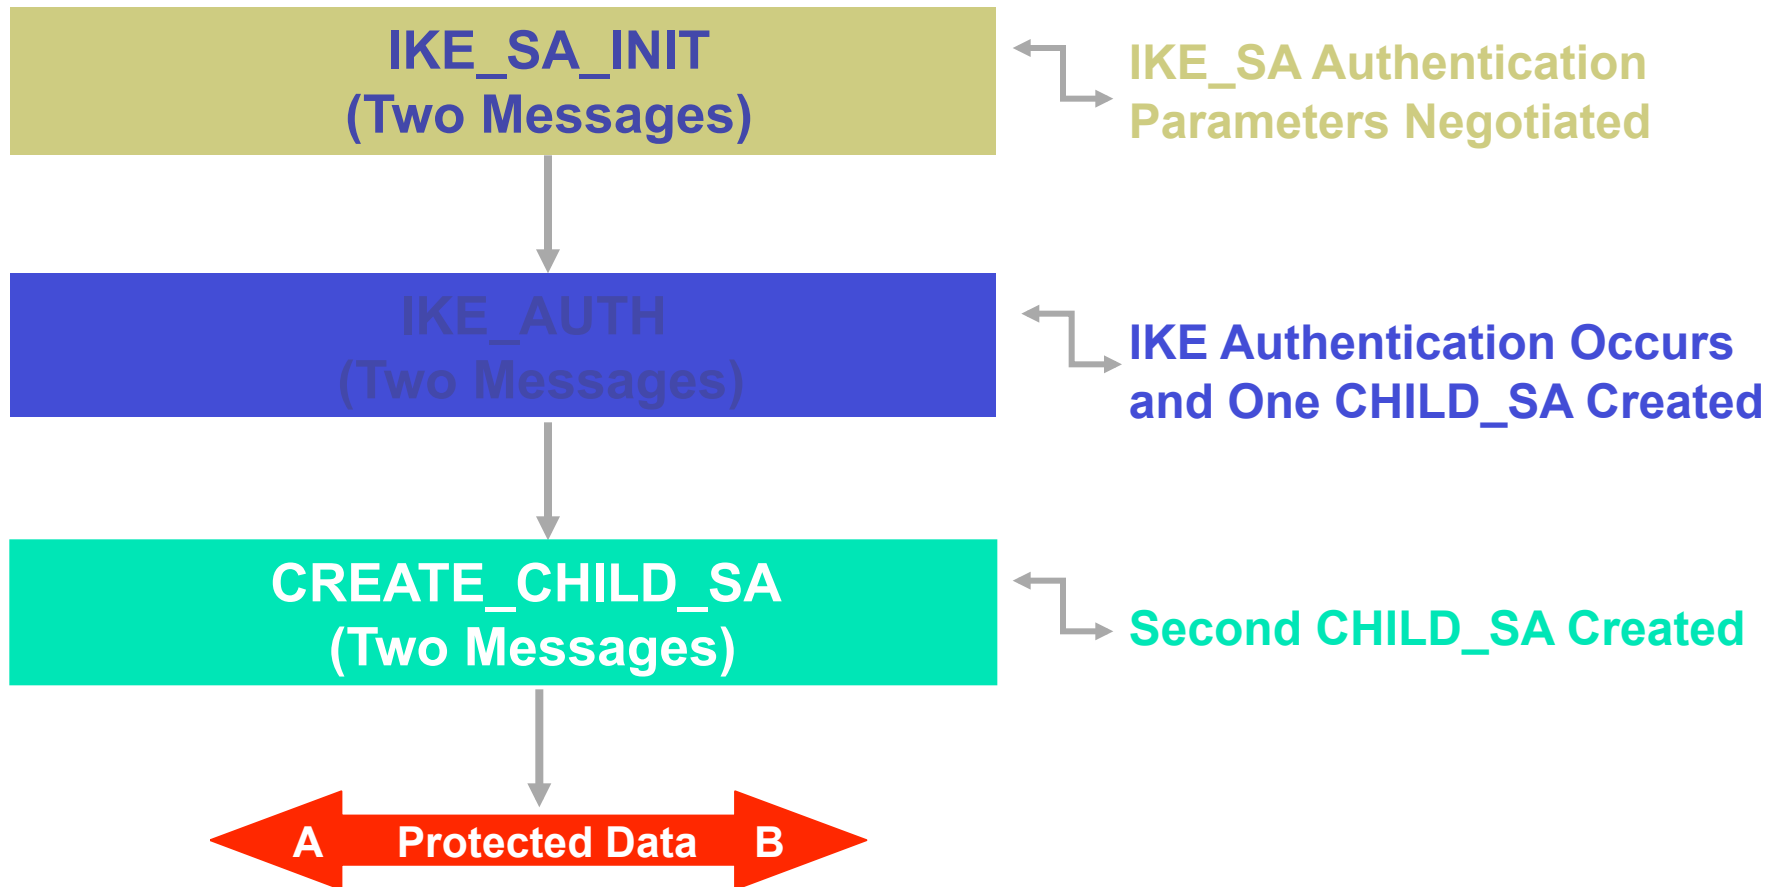 IKE_SA_INIT
(Two Messages)
IKE_SA Authentication
Parameters Negotiated
IKE_AUTH
(Two Messages)
IKE Authentication Occurs
and One CHILD_SA Created
CREATE_CHILD_SA
(Two Messages)
Second CHILD_SA Created
A Protected Data B